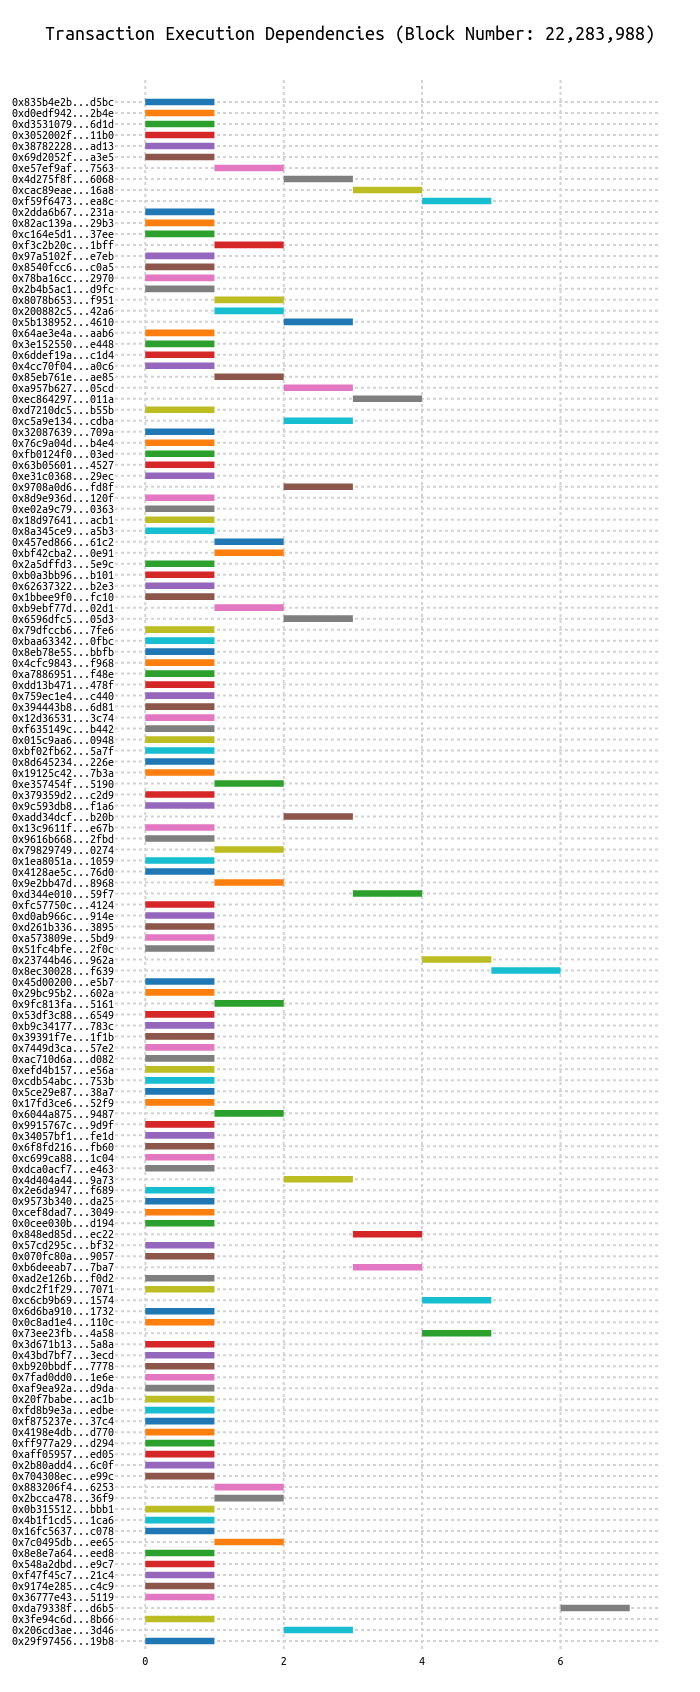 Transaction Execution Dependencies (Block Number: 22,283,988)
0x835b4e2b...d5bc
0xd0edf942...2b4e
0xd3531079...6d1d
0x3052002f...11b0
0x38782228...ad13
0x69d2052f...a3e5
0xe57ef9af...7563
0x4d275f8f...6068
0xcac89eae...16a8
0xf59f6473...ea8c
0x2dda6b67...231a
0x82ac139a...29b3
0xc164e5d1...37ee
0xf3c2b20c...1bff
0x97a5102f...e7eb
0x8540fcc6...c0a5
0x78ba16cc...2970
0x2b4b5ac1...d9fc
0x8078b653...f951
0x200882c5...42a6
0x5b138952...4610
0x64ae3e4a...aab6
0x3e152550...e448
0x6ddef19a...c1d4
0x4cc70f04...a0c6
0x85eb761e...ae85
0xa957b627...05cd
0xec864297...011a
0xd7210dc5...b55b
0xc5a9e134...cdba
0x32087639...709a
0x76c9a04d...b4e4
0xfb0124f0...03ed
0x63b05601...4527
0xe31c0368...29ec
0x9708a0d6...fd8f
0x8d9e936d...120f
0xe02a9c79...0363
0x18d97641...acb1
0x8a345ce9...a5b3
0x457ed866...61c2
0xbf42cba2...0e91
0x2a5dffd3...5e9c
0xb0a3bb96...b101
0x62637322...b2e3
0x1bbee9f0...fc10
0xb9ebf77d...02d1
0x6596dfc5...05d3
0x79dfccb6...7fe6
0xbaa63342...0fbc
0x8eb78e55...bbfb
0x4cfc9843...f968
0xa7886951...f48e
0xdd13b471...478f
0x759ec1e4...c440
0x394443b8...6d81
0x12d36531...3c74
0xf635149c...b442
0x015c9aa6...0948
0xbf02fb62...5a7f
0x8d645234...226e
0x19125c42...7b3a
0xe357454f...5190
0x379359d2...c2d9
0x9c593db8...f1a6
0xadd34dcf...b20b
0x13c9611f...e67b
0x9616b668...2fbd
0x79829749...0274
0x1ea8051a...1059
0x4128ae5c...76d0
0x9e2bb47d...8968
0xd344e010...59f7
0xfc57750c...4124
0xd0ab966c...914e
0xd261b336...3895
0xa573809e...5bd9
0x51fc4bfe...2f0c
0x23744b46...962a
0x8ec30028...f639
0x45d00200...e5b7
0x29bc95b2...602a
0x9fc813fa...5161
0x53df3c88...6549
0xb9c34177...783c
0x39391f7e...1f1b
0x7449d3ca...57e2
0xac710d6a...d082
0xefd4b157...e56a
0xcdb54abc...753b
0x5ce29e87...38a7
0x17fd3ce6...52f9
0x6044a875...9487
0x9915767c...9d9f
0x34057bf1...fe1d
0x6f8fd216...fb60
0xc699ca88...1c04
0xdca0acf7...e463
0x4d404a44...9a73
0x2e6da947...f689
0x9573b340...da25
0xcef8dad7...3049
0x0cee030b...d194
0x848ed85d...ec22
0x57cd295c...bf32
0x070fc80a...9057
0xb6deeab7...7ba7
0xad2e126b...f0d2
0xdc2f1f29...7071
0xc6cb9b69...1574
0x6d6ba910...1732
0x0c8ad1e4...110c
0x73ee23fb...4a58
0x3d671b13...5a8a
0x43bd7bf7...3ecd
0xb920bbdf...7778
0x7fad0dd0...1e6e
0xaf9ea92a...d9da
0x20f7babe...ac1b
0xfd8b9e3a...edbe
0xf875237e...37c4
0x4198e4db...d770
0xff977a29...d294
0xaff05957...ed05
0x2b80add4...6c0f
0x704308ec...e99c
0x883206f4...6253
0x2bcca478...36f9
0x0b315512...bbb1
0x4b1f1cd5...1ca6
0x16fc5637...c078
0x7c0495db...ee65
0x8e8e7a64...eed8
0x548a2dbd...e9c7
0xf47f45c7...21c4
0x9174e285...c4c9
0x36777e43...5119
0xda79338f...d6b5
0x3fe94c6d...8b66
0x206cd3ae...3d46
0x29f97456...19b8
0 2 4 6